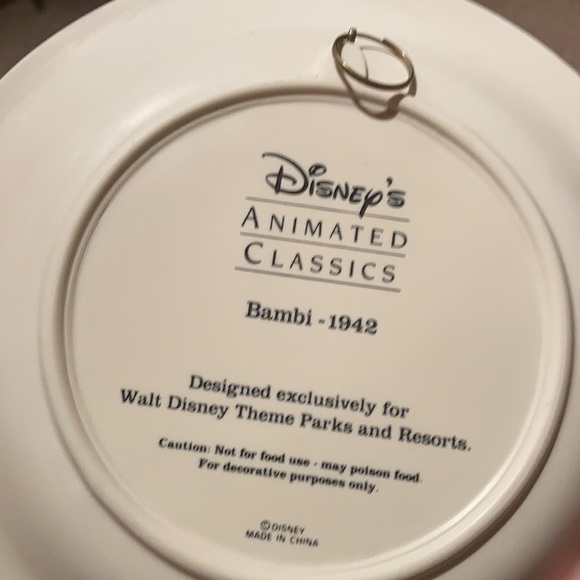 Disney's
ANIMATED
CLASSICS
Bambi - 1942
Designed exclusively for
Walt Disney Theme Parks and Resorts.
Caution: Not for food use - may poison food.
For decorative purposes only.
©DISNEY
MADE IN CHINA